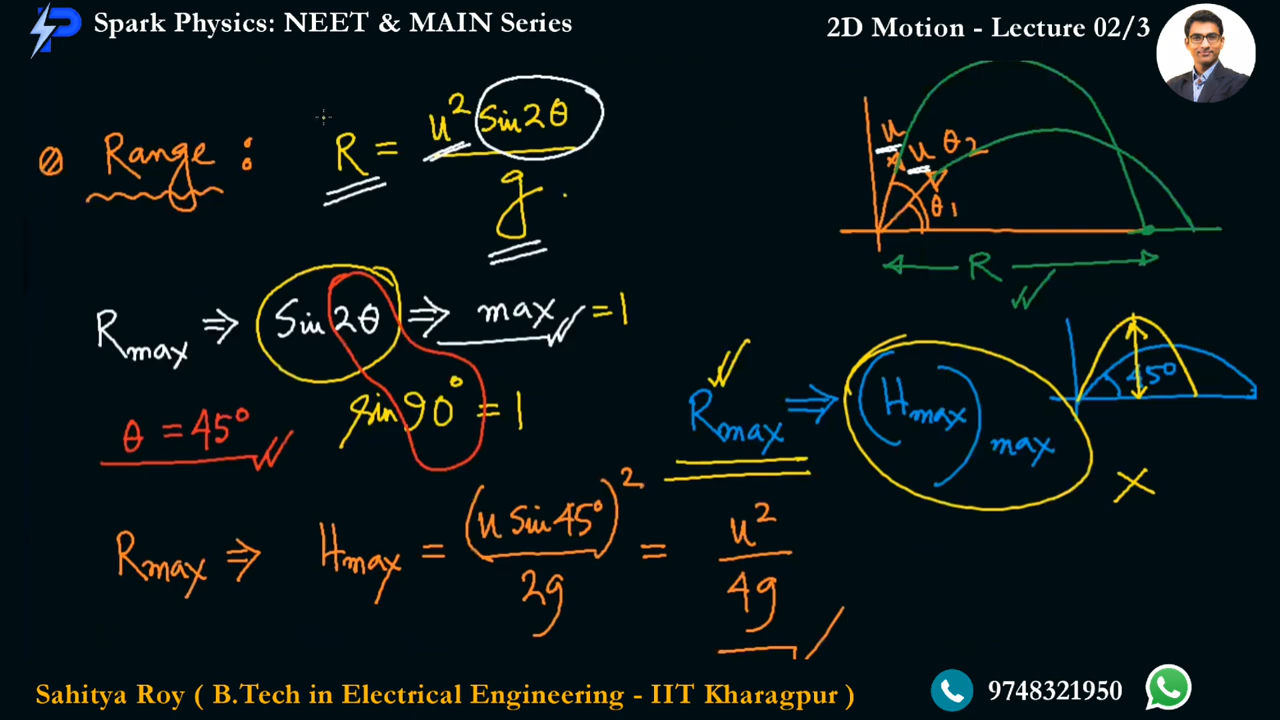 Spark Physics: NEET & MAIN Series
2D Motion - Lecture 02/3
Range : R = u² Sin2θ / g
u
u θ2
θ1
R
Rmax ⇒ Sin2θ ⇒ max = 1
Sin90° = 1
θ = 45°
Rmax ⇒ (Hmax)max
45°
Rmax ⇒ Hmax = (u Sin45°)² / 2g = u² / 4g
Sahitya Roy ( B.Tech in Electrical Engineering - IIT Kharagpur )
9748321950